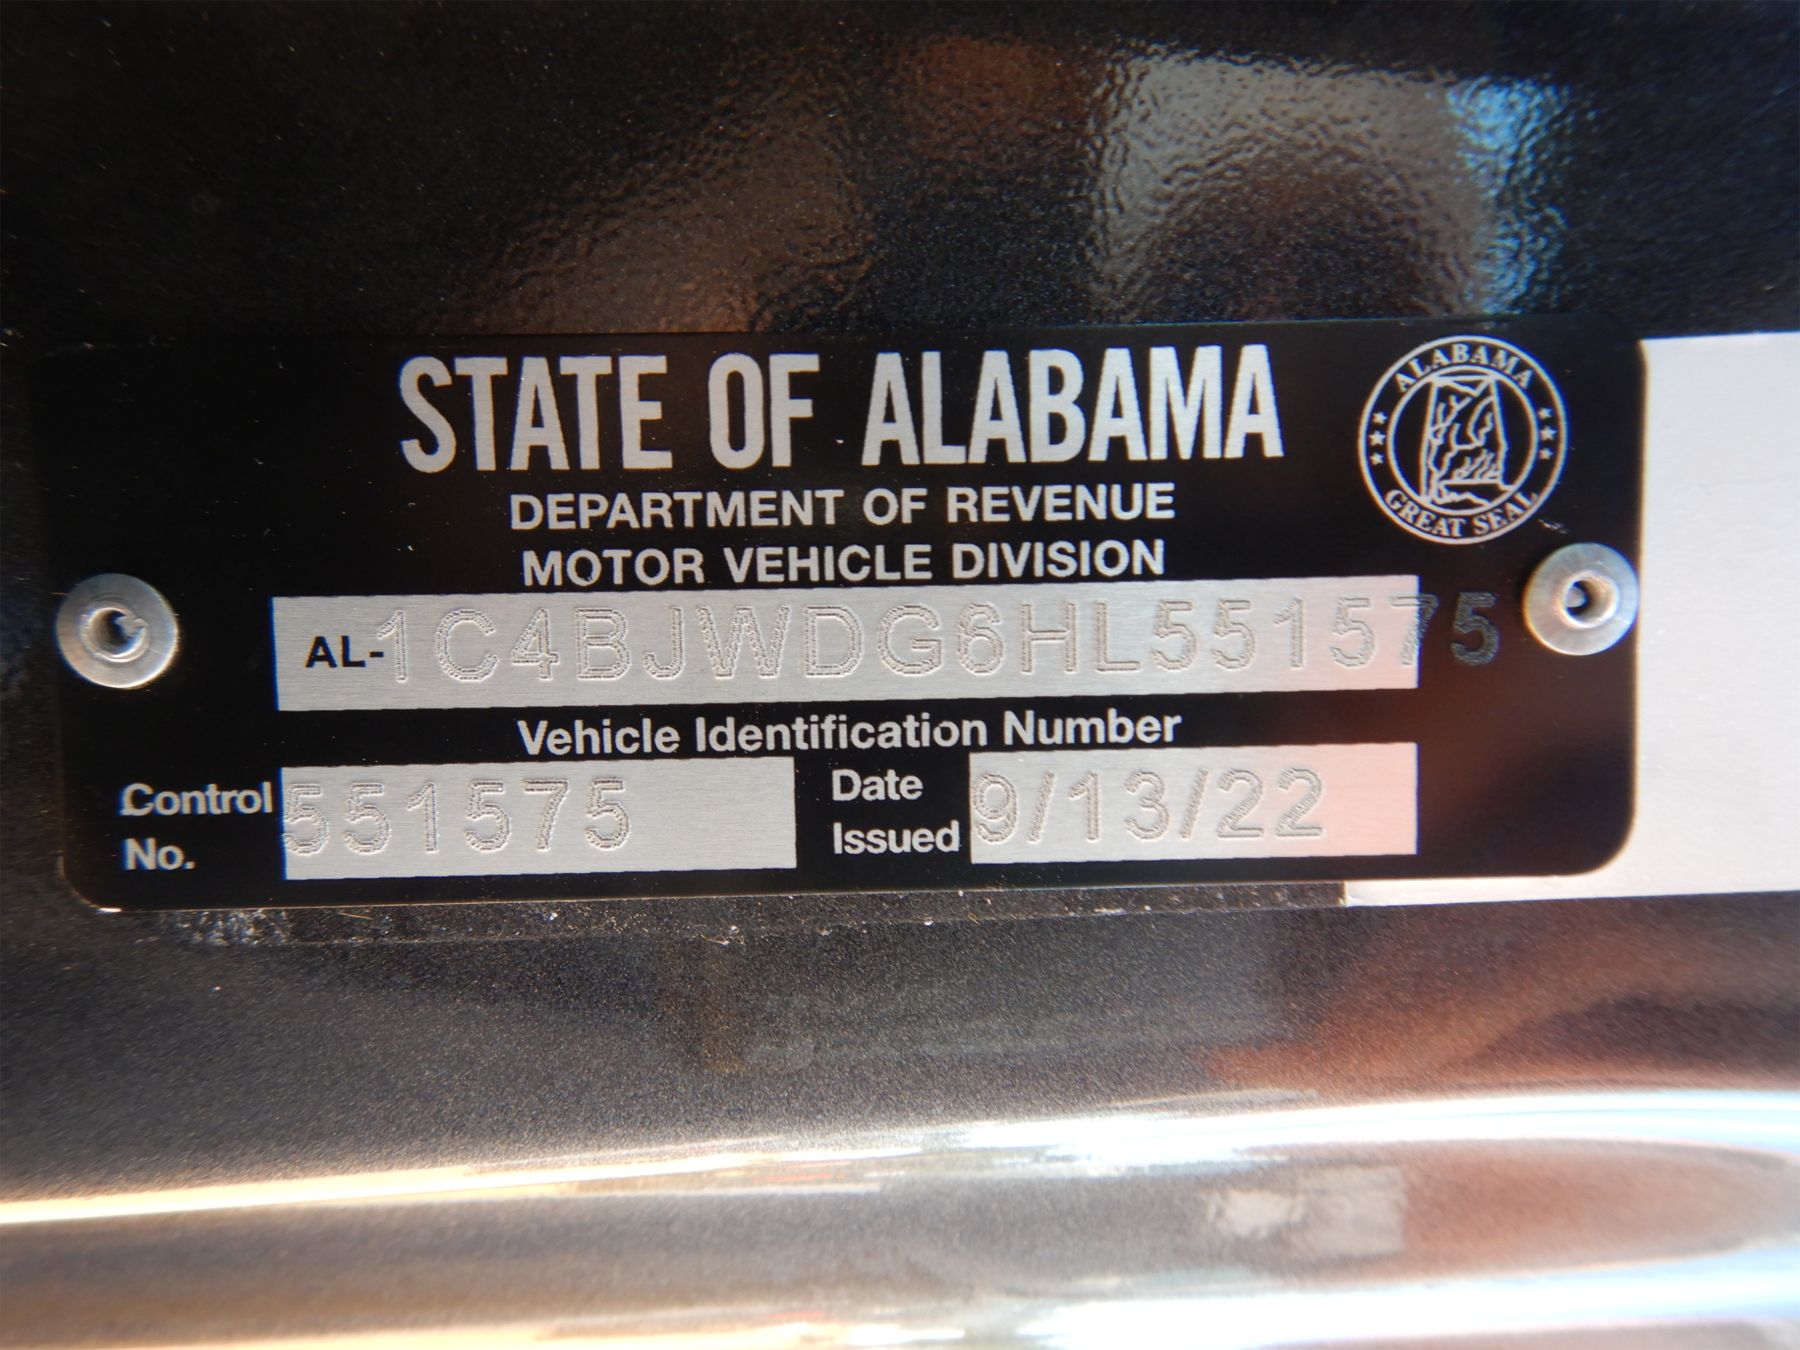 STATE OF ALABAMA
ALABAMA
GREAT SEAL
DEPARTMENT OF REVENUE
MOTOR VEHICLE DIVISION
AL-1C4BJWDG6HL551575
Vehicle Identification Number
Control No. 551575
Date Issued 9/13/22